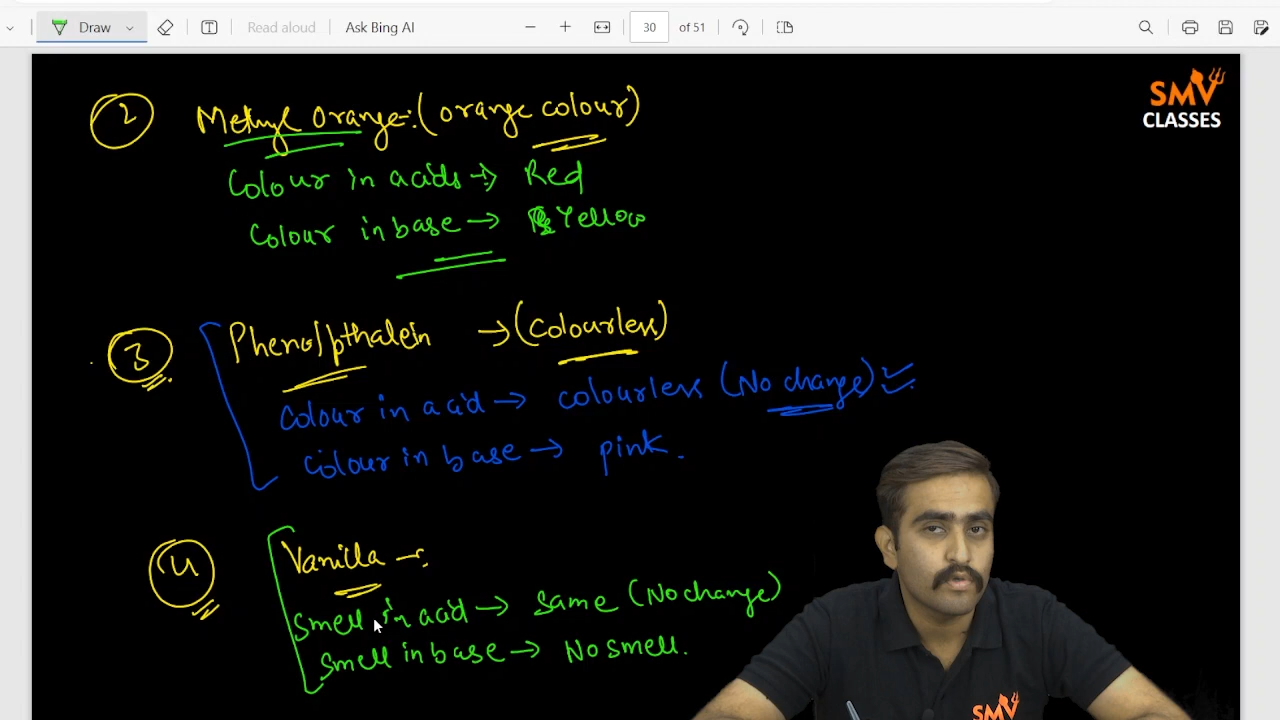 Draw
Read aloud
Ask Bing AI
30 of 51
SMV
CLASSES
2 Methyl orange:- (orange colour)
Colour in acids → Red
Colour in base → Yellow
3 Phenolpthalein → (colourless)
Colour in acid → colourless (No change)
Colour in base → pink.
4 Vanilla →:
Smell in acid → same (No change)
Smell in base → No smell.
SMV